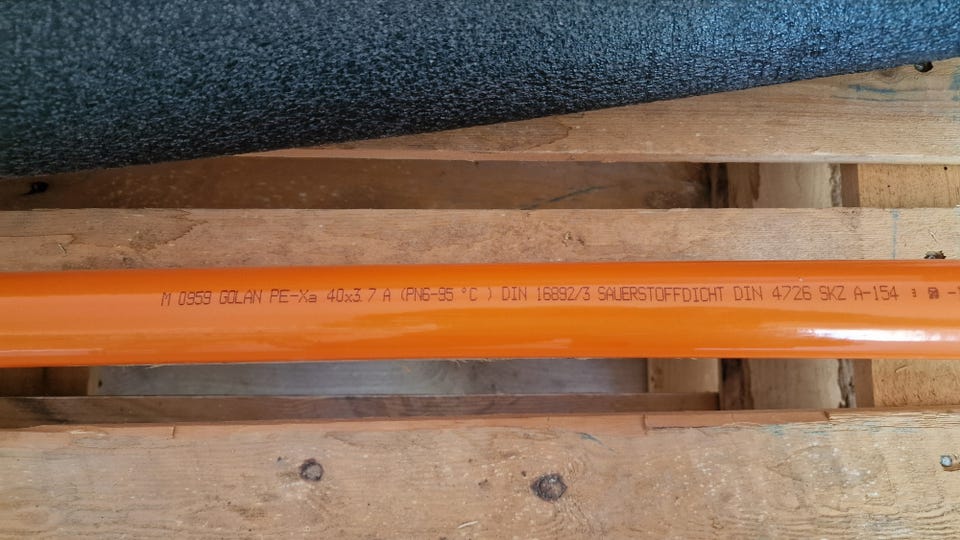 M 0959 GOLAN PE-Xa 40x3.7 A (PN6-95 °C ) DIN 16892/3 SAUERSTOFFDICHT DIN 4726 SKZ A-154